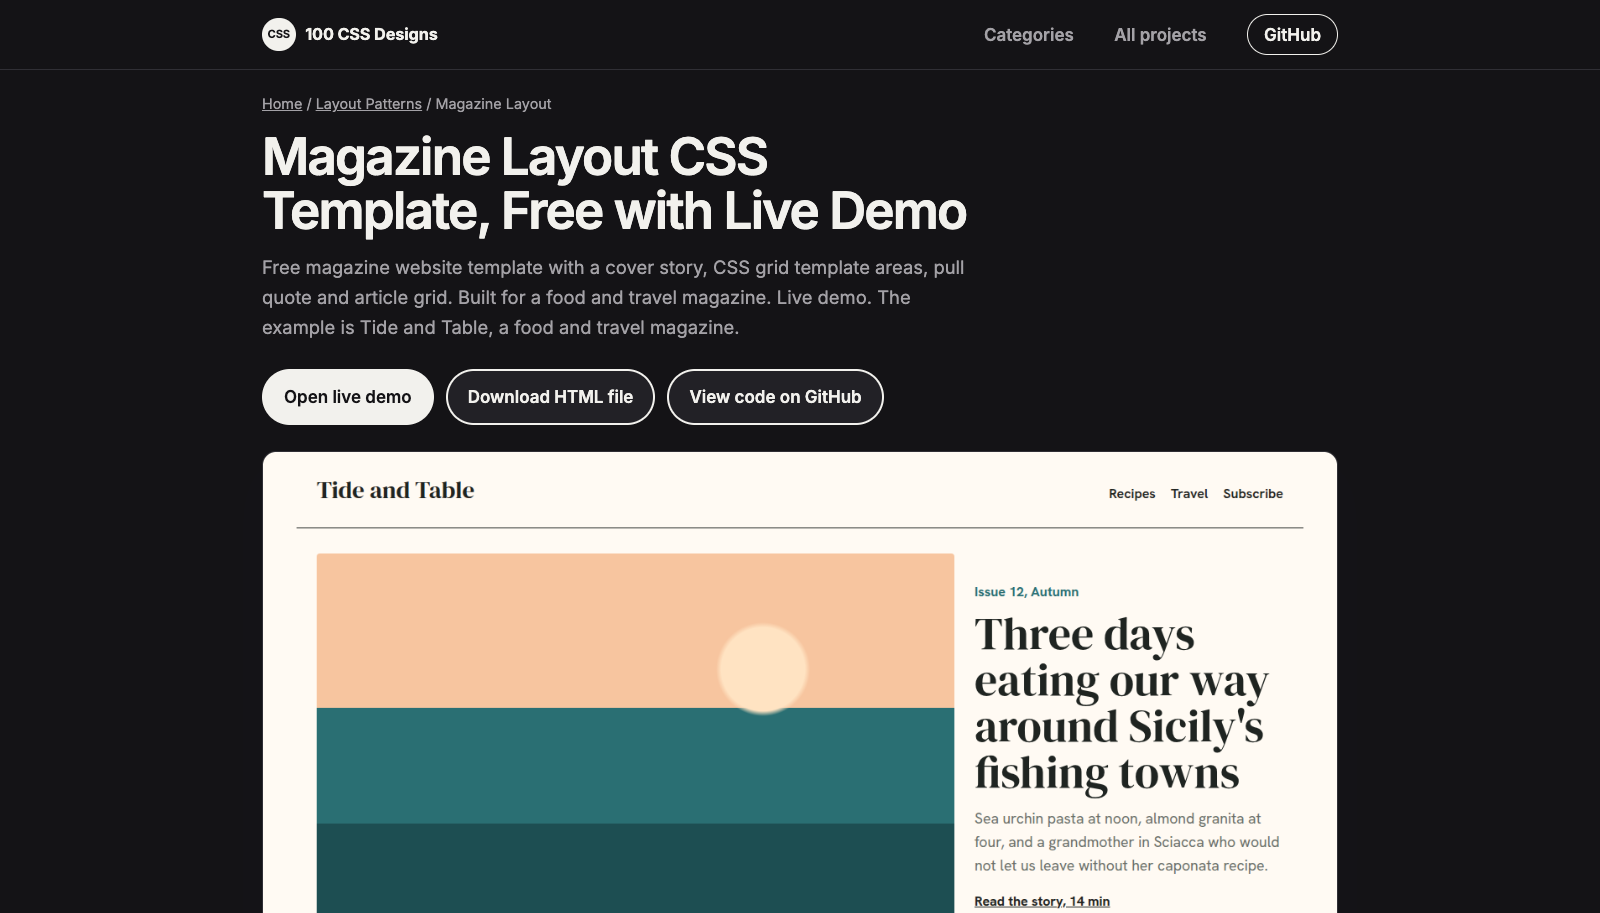 CSS 100 CSS Designs
Categories
All projects
GitHub
Home / Layout Patterns / Magazine Layout
Magazine Layout CSS
Template, Free with Live Demo
Free magazine website template with a cover story, CSS grid template areas, pull
quote and article grid. Built for a food and travel magazine. Live demo. The
example is Tide and Table, a food and travel magazine.
Open live demo
Download HTML file
View code on GitHub
Tide and Table
Recipes
Travel
Subscribe
Issue 12, Autumn
Three days
eating our way
around Sicily's
fishing towns
Sea urchin pasta at noon, almond granita at
four, and a grandmother in Sciacca who would
not let us leave without her caponata recipe.
Read the story, 14 min